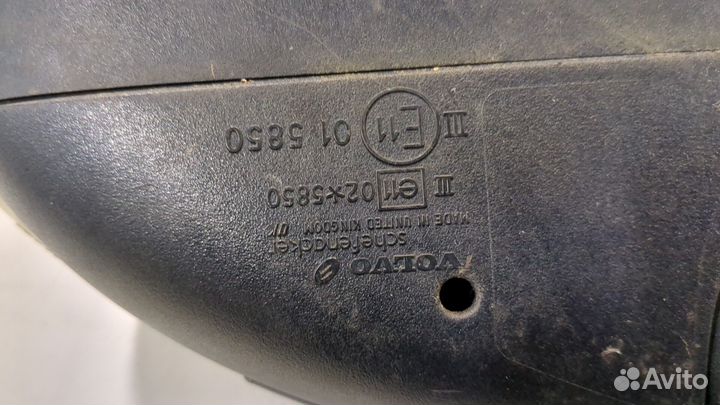 VOLVO
schefenacker
MADE IN UNITED KINGDOM
III e11 02*5850
III E11 01 5850
Avito